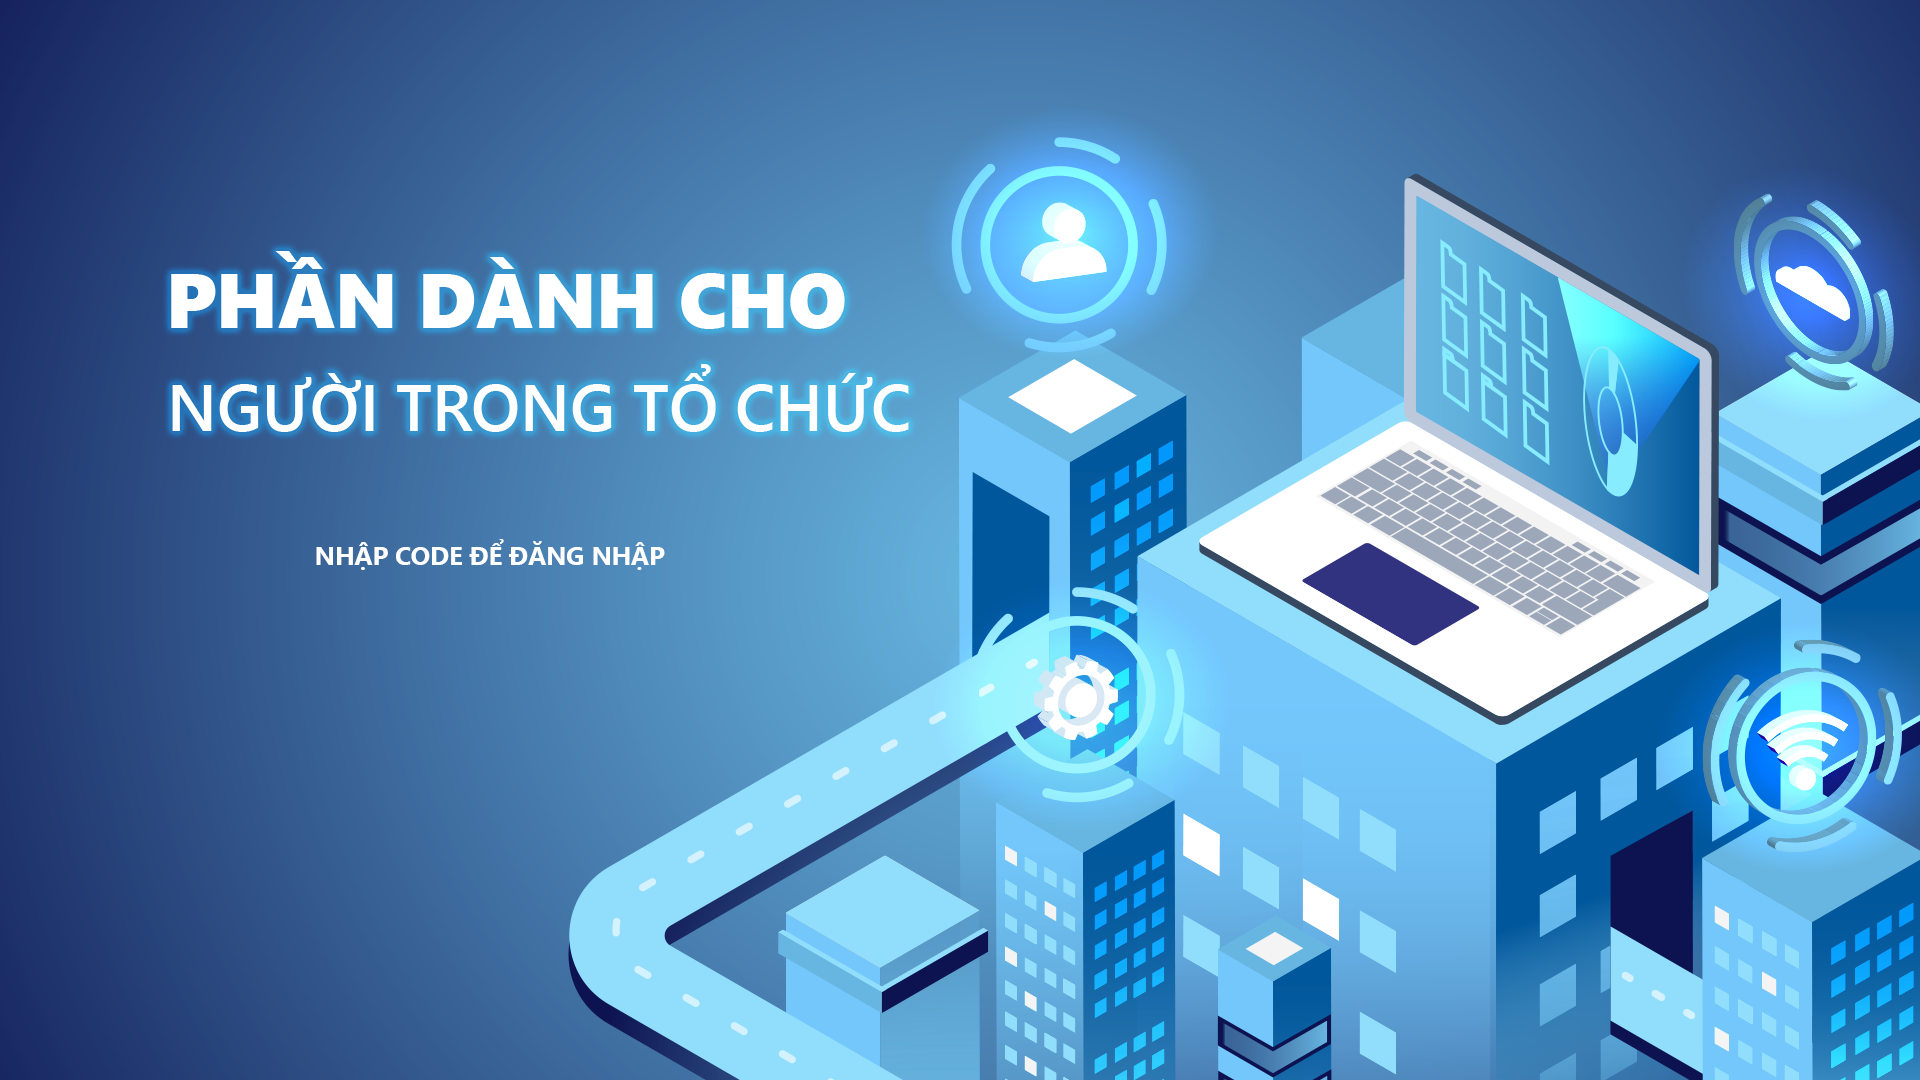 PHẦN DÀNH CHO
NGƯỜI TRONG TỔ CHỨC
NHẬP CODE ĐỂ ĐĂNG NHẬP